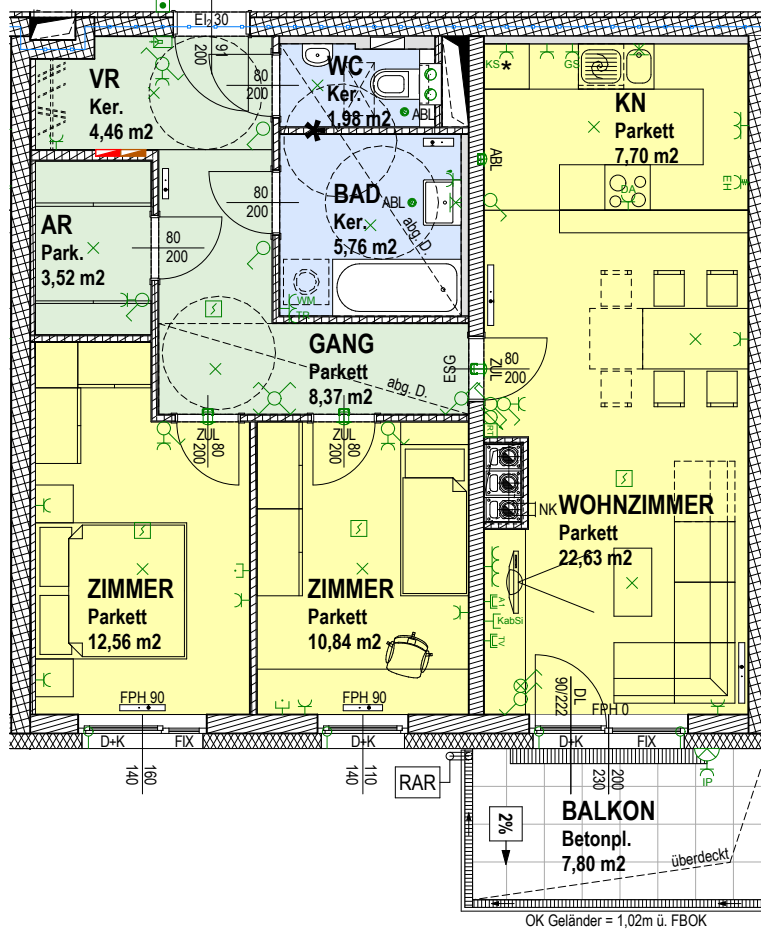 EI₂30
91
200
VR
Ker.
4,46 m2
80
200
WC
Ker.
1,98 m2
ABL
KS*
GS
KN
Parkett
7,70 m2
ABL
EH
DA
AR
Park.
3,52 m2
80
200
80
200
BAD
Ker.
5,76 m2
ABL
abg. D.
WM
TR
GANG
Parkett
8,37 m2
abg. D.
ESG
ZUL
80
200
ZUL
80
200
ZUL
80
200
RT
NK
WOHNZIMMER
Parkett
22,63 m2
ZIMMER
Parkett
12,56 m2
ZIMMER
Parkett
10,84 m2
KabSi
TV
FPH 90
FPH 90
DL
90/222
FPH 0
D+K
FIX
D+K
D+K
FIX
140
160
140
110
230
200
RAR
IP
2%
BALKON
Betonpl.
7,80 m2
überdeckt
OK Geländer = 1,02m ü. FBOK